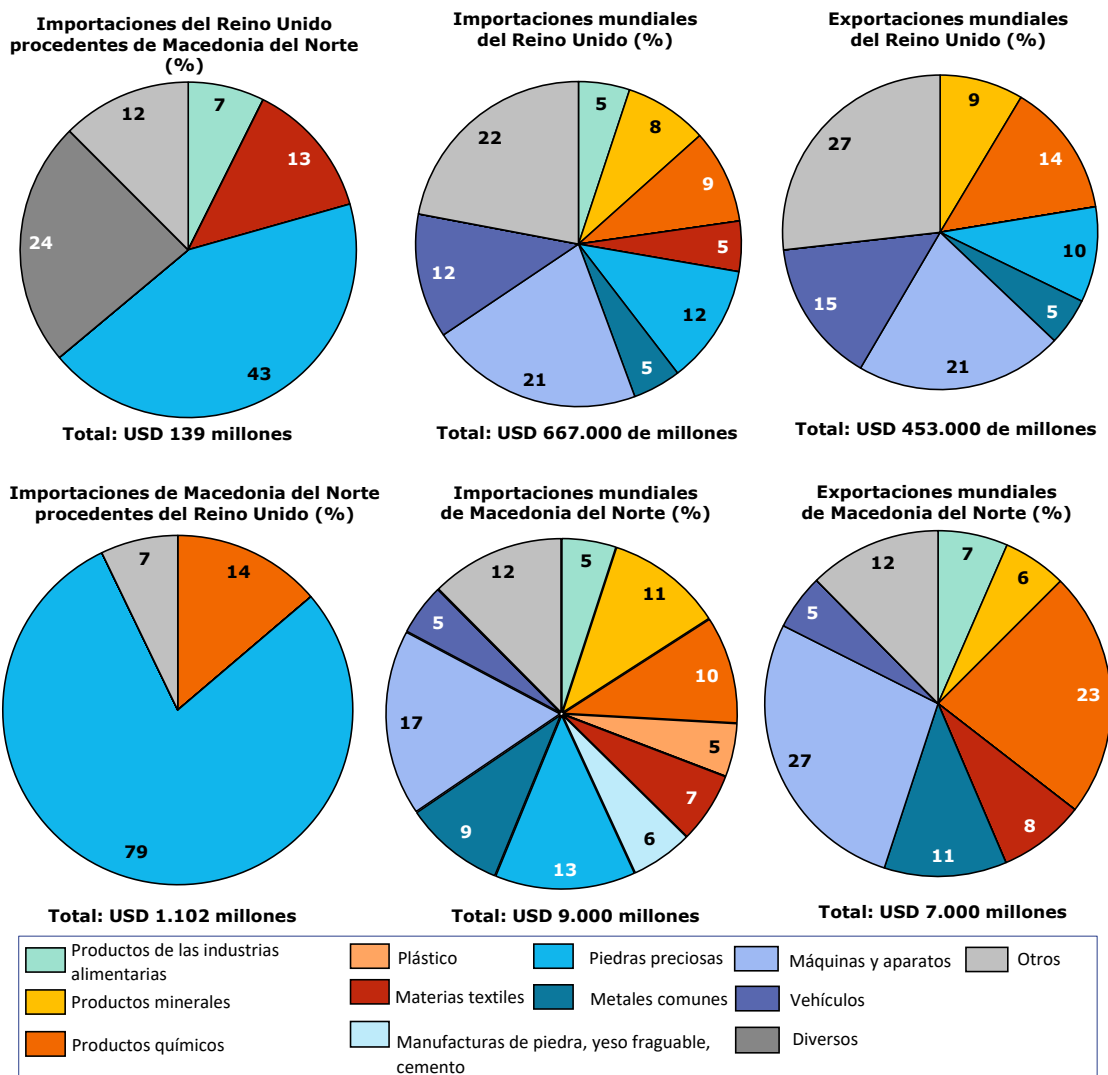 Importaciones del Reino Unido
procedentes de Macedonia del Norte
(%)
7
13
43
24
12
Total: USD 139 millones
Importaciones mundiales
del Reino Unido (%)
5
8
9
5
12
5
21
12
22
Total: USD 667.000 de millones
Exportaciones mundiales
del Reino Unido (%)
9
14
10
5
21
15
27
Total: USD 453.000 de millones
Importaciones de Macedonia del Norte
procedentes del Reino Unido (%)
14
79
7
Total: USD 1.102 millones
Importaciones mundiales
de Macedonia del Norte (%)
5
11
10
5
7
6
13
9
17
5
12
Total: USD 9.000 millones
Exportaciones mundiales
de Macedonia del Norte (%)
7
6
23
8
11
27
5
12
Total: USD 7.000 millones
Productos de las industrias
alimentarias
Productos minerales
Productos químicos
Plástico
Materias textiles
Manufacturas de piedra, yeso fraguable,
cemento
Piedras preciosas
Metales comunes
Máquinas y aparatos
Vehículos
Diversos
Otros